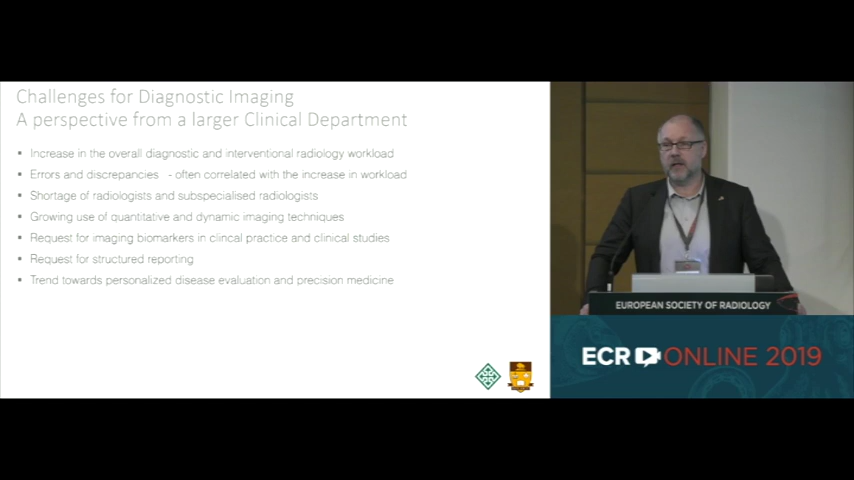 Challenges for Diagnostic Imaging
A perspective from a larger Clinical Department
▪ Increase in the overall diagnostic and interventional radiology workload
▪ Errors and discrepancies - often correlated with the increase in workload
▪ Shortage of radiologists and subspecialised radiologists
▪ Growing use of quantitative and dynamic imaging techniques
▪ Request for imaging biomarkers in clincal practice and clinical studies
▪ Request for structured reporting
▪ Trend towards personalized disease evaluation and precision medicine
EUROPEAN SOCIETY OF RADIOLOGY
ECR ONLINE 2019